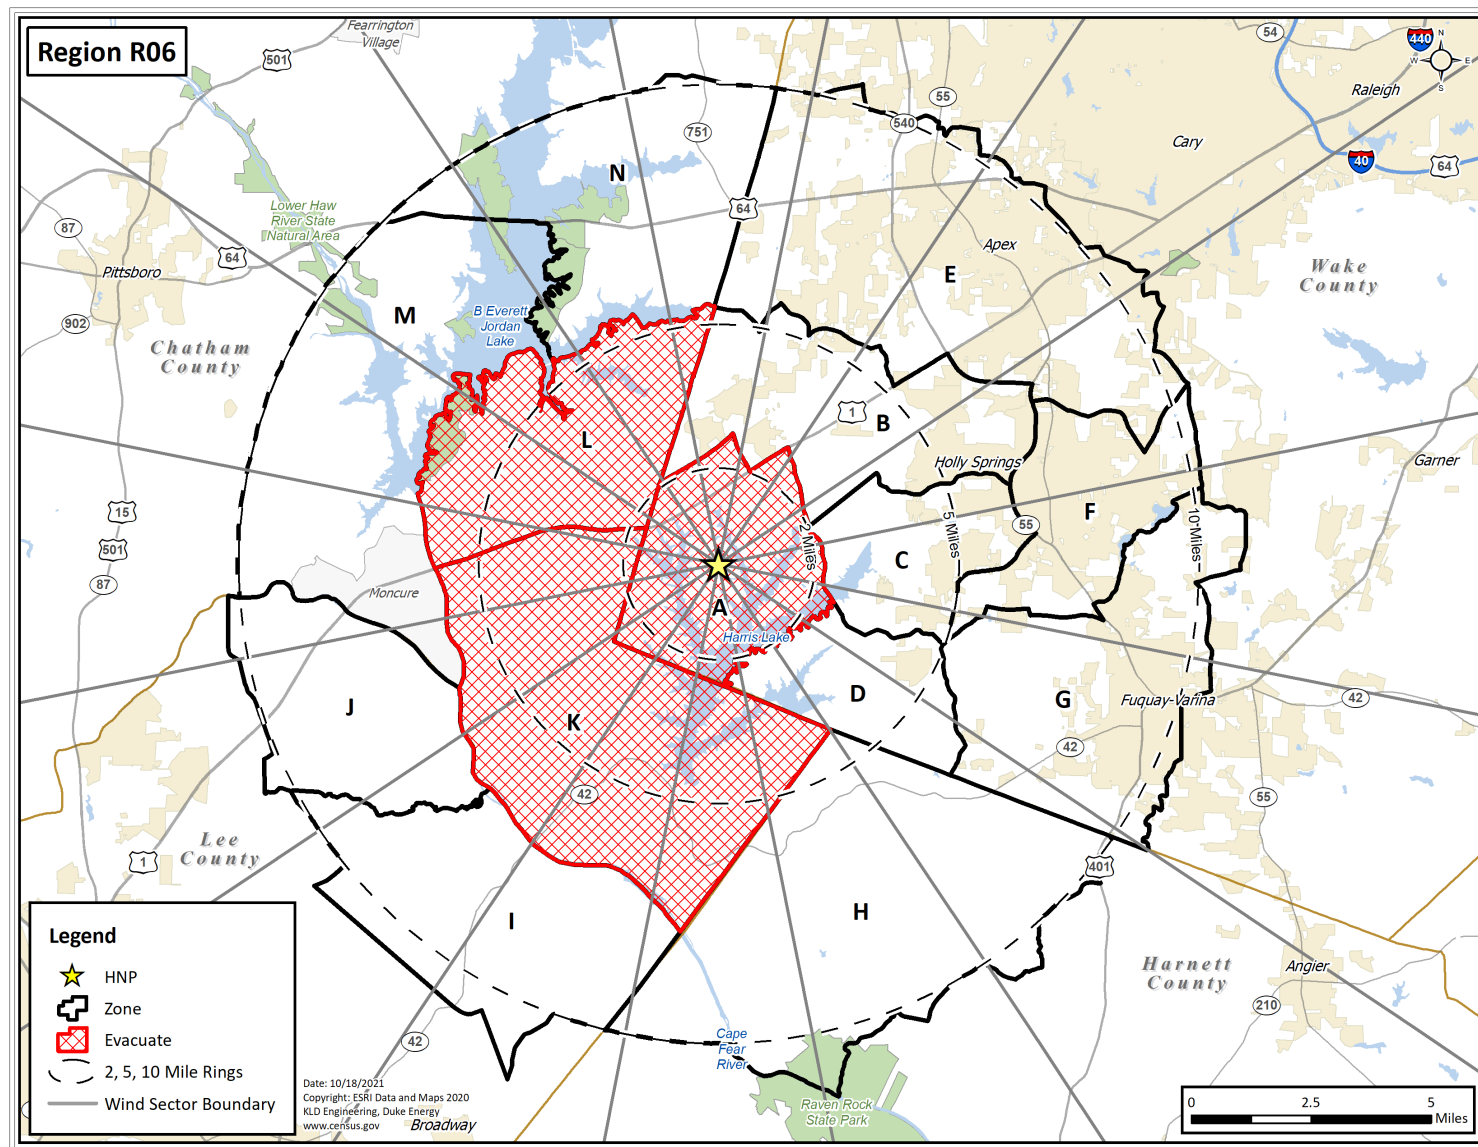 Region R06
Fearrington
Village
501
54
440
N
W
E
S
Raleigh
55
540
751
Cary
40
64
N
Lower Haw
River State
Natural Area
87
64
64
Pittsboro
Apex
E
Wake
County
M
B Everett
Jordan
Lake
902
Chatham
County
1
B
L
Holly Springs
Garner
15
501
87
55
F
5 Miles
10 Miles
2 Miles
C
Moncure
A
Harris Lake
J
K
D
G
Fuquay-Varina
42
42
42
55
Lee
County
1
401
I
H
Harnett
County
Angier
210
Legend
HNP
Zone
Evacuate
2, 5, 10 Mile Rings
Wind Sector Boundary
42
Cape
Fear
River
Raven Rock
State Park
Date: 10/18/2021
Copyright: ESRI Data and Maps 2020
KLD Engineering, Duke Energy
www.census.gov
Broadway
0
2.5
5
Miles